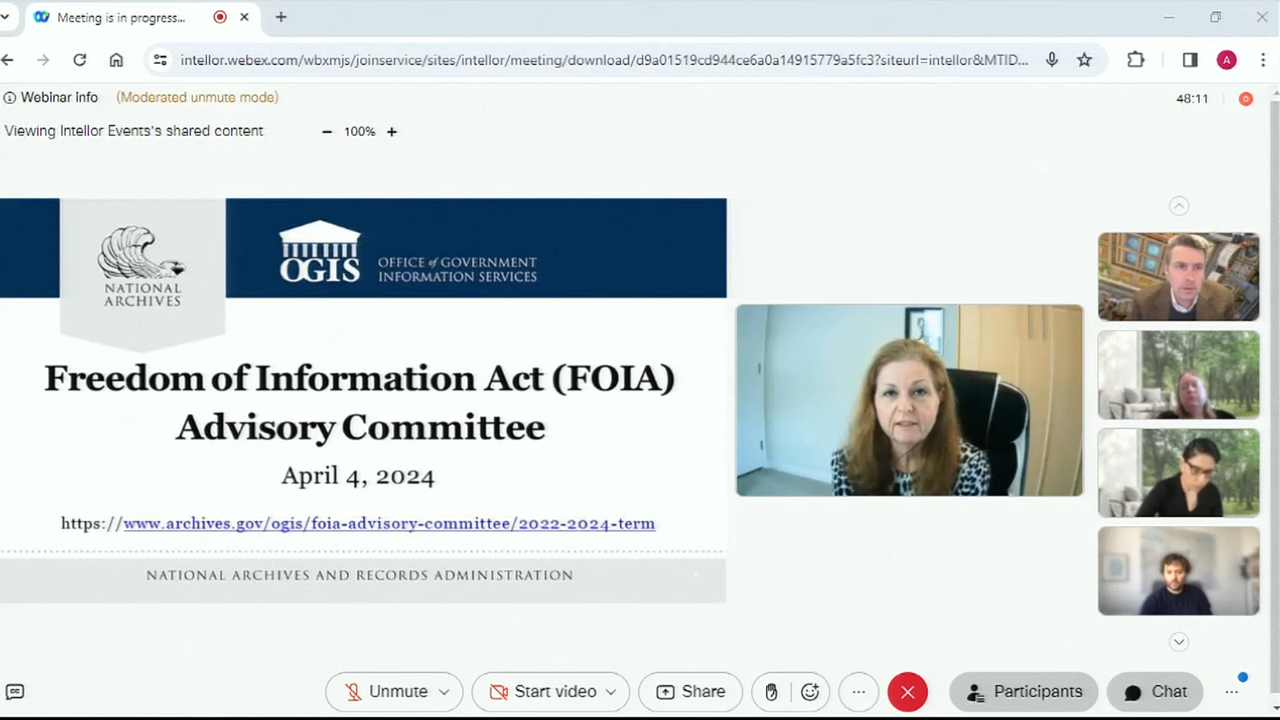 Meeting is in progress...
intellor.webex.com/wbxmjs/joinservice/sites/intellor/meeting/download/d9a01519cd944ce6a0a14915779a5fc3?siteurl=intellor&MTID...
A
Webinar info (Moderated unmute mode)
48:11
Viewing Intellor Events's shared content
100%
NATIONAL
ARCHIVES
OGIS
OFFICE of GOVERNMENT
INFORMATION SERVICES
Freedom of Information Act (FOIA)
Advisory Committee
April 4, 2024
https://www.archives.gov/ogis/foia-advisory-committee/2022-2024-term
NATIONAL ARCHIVES AND RECORDS ADMINISTRATION
Unmute
Start video
Share
Participants
Chat